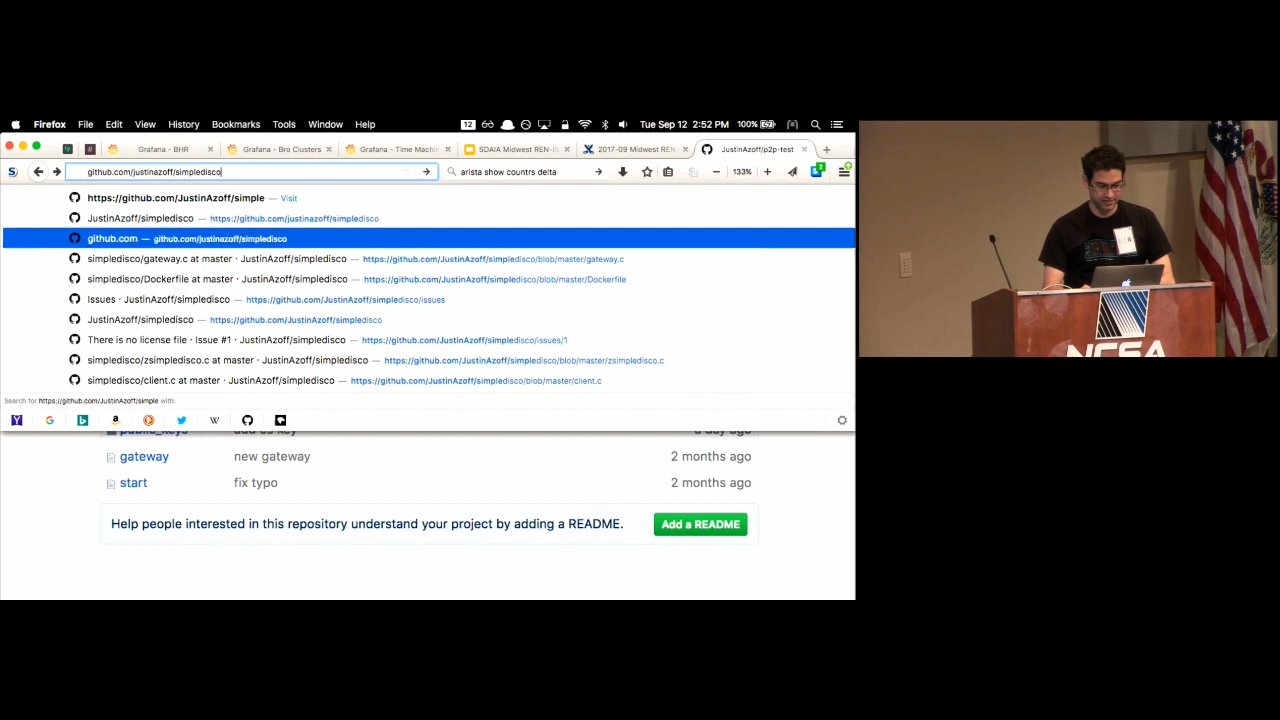 Firefox File Edit View History Bookmarks Tools Window Help 12 Tue Sep 12 2:52 PM 100%
Grafana - BHR Grafana - Bro Clusters Grafana - Time Machin SDAIA Midwest REN-IS 2017-09 Midwest REN JustinAzoff/p2p-test
github.com/justinazoff/simpledisco arista show countrs delta 133%
https://github.com/JustinAzoff/simple — Visit
JustinAzoff/simpledisco — https://github.com/justinazoff/simpledisco
github.com — github.com/justinazoff/simpledisco
simpledisco/gateway.c at master · JustinAzoff/simpledisco — https://github.com/JustinAzoff/simpledisco/blob/master/gateway.c
simpledisco/Dockerfile at master · JustinAzoff/simpledisco — https://github.com/JustinAzoff/simpledisco/blob/master/Dockerfile
Issues · JustinAzoff/simpledisco — https://github.com/JustinAzoff/simpledisco/issues
JustinAzoff/simpledisco — https://github.com/JustinAzoff/simpledisco
There is no license file · Issue #1 · JustinAzoff/simpledisco — https://github.com/JustinAzoff/simpledisco/issues/1
simpledisco/zsimpledisco.c at master · JustinAzoff/simpledisco — https://github.com/JustinAzoff/simpledisco/blob/master/zsimpledisco.c
simpledisco/client.c at master · JustinAzoff/simpledisco — https://github.com/JustinAzoff/simpledisco/blob/master/client.c
Search for https://github.com/JustinAzoff/simple with:
public_keys add es key a day ago
gateway new gateway 2 months ago
start fix typo 2 months ago
Help people interested in this repository understand your project by adding a README. Add a README
NCSA